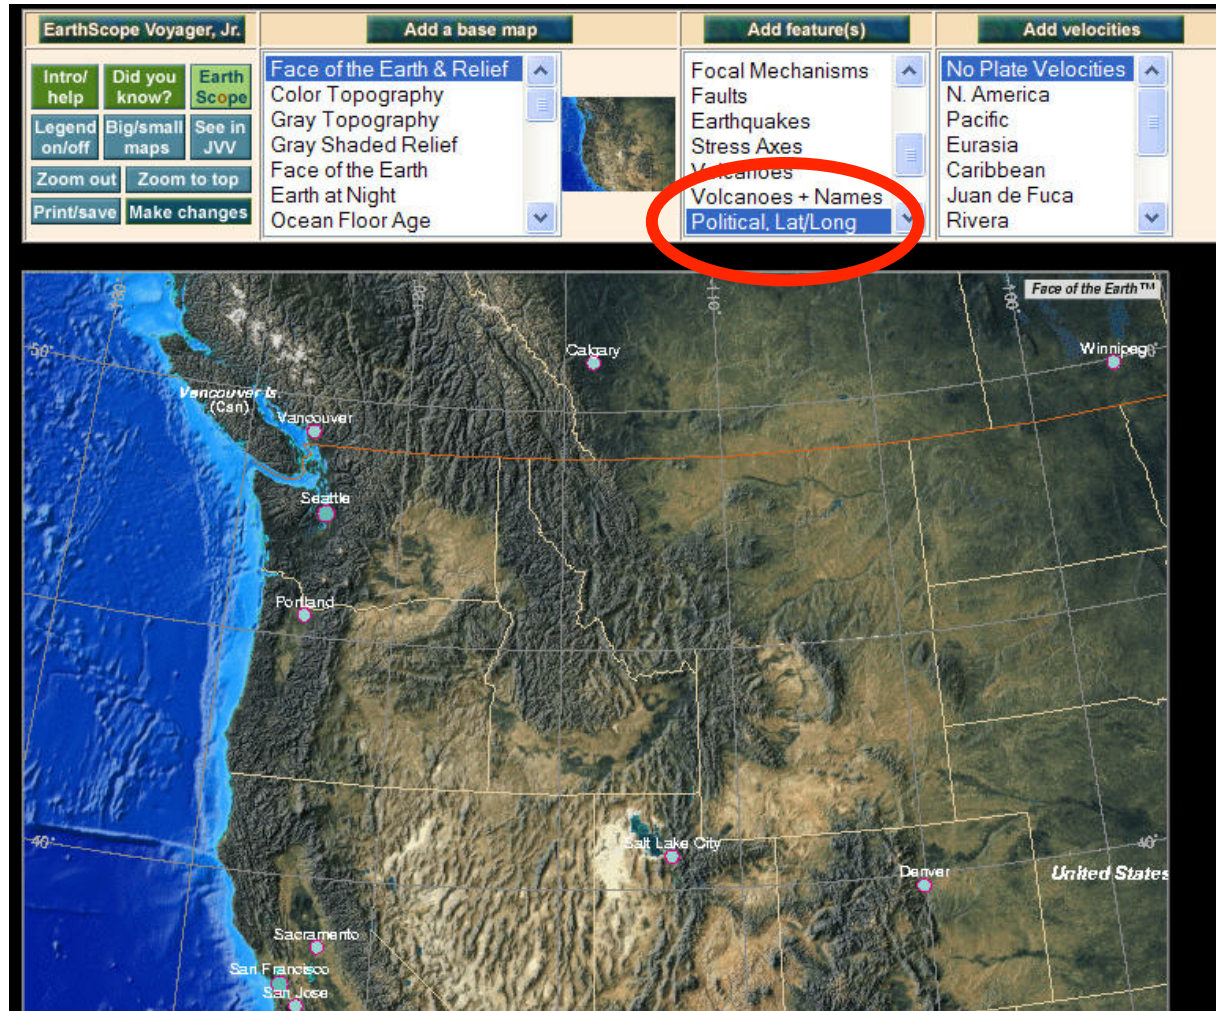 EarthScope Voyager, Jr.
Add a base map
Add feature(s)
Add velocities
Intro/
help
Did you
know?
Earth
Scope
Legend
on/off
Big/small
maps
See in
JVV
Zoom out
Zoom to top
Print/save
Make changes
Face of the Earth & Relief
Color Topography
Gray Topography
Gray Shaded Relief
Face of the Earth
Earth at Night
Ocean Floor Age
Focal Mechanisms
Faults
Earthquakes
Stress Axes
Volcanoes
Volcanoes + Names
Political, Lat/Long
No Plate Velocities
N. America
Pacific
Eurasia
Caribbean
Juan de Fuca
Rivera
Face of the Earth™
110°
100°
50°
Calgary
Winnipeg
Vancouver Is.
(Can)
Vancouver
Seattle
Portland
40°
Salt Lake City
40°
Denver
United States
Sacramento
San Francisco
San Jose